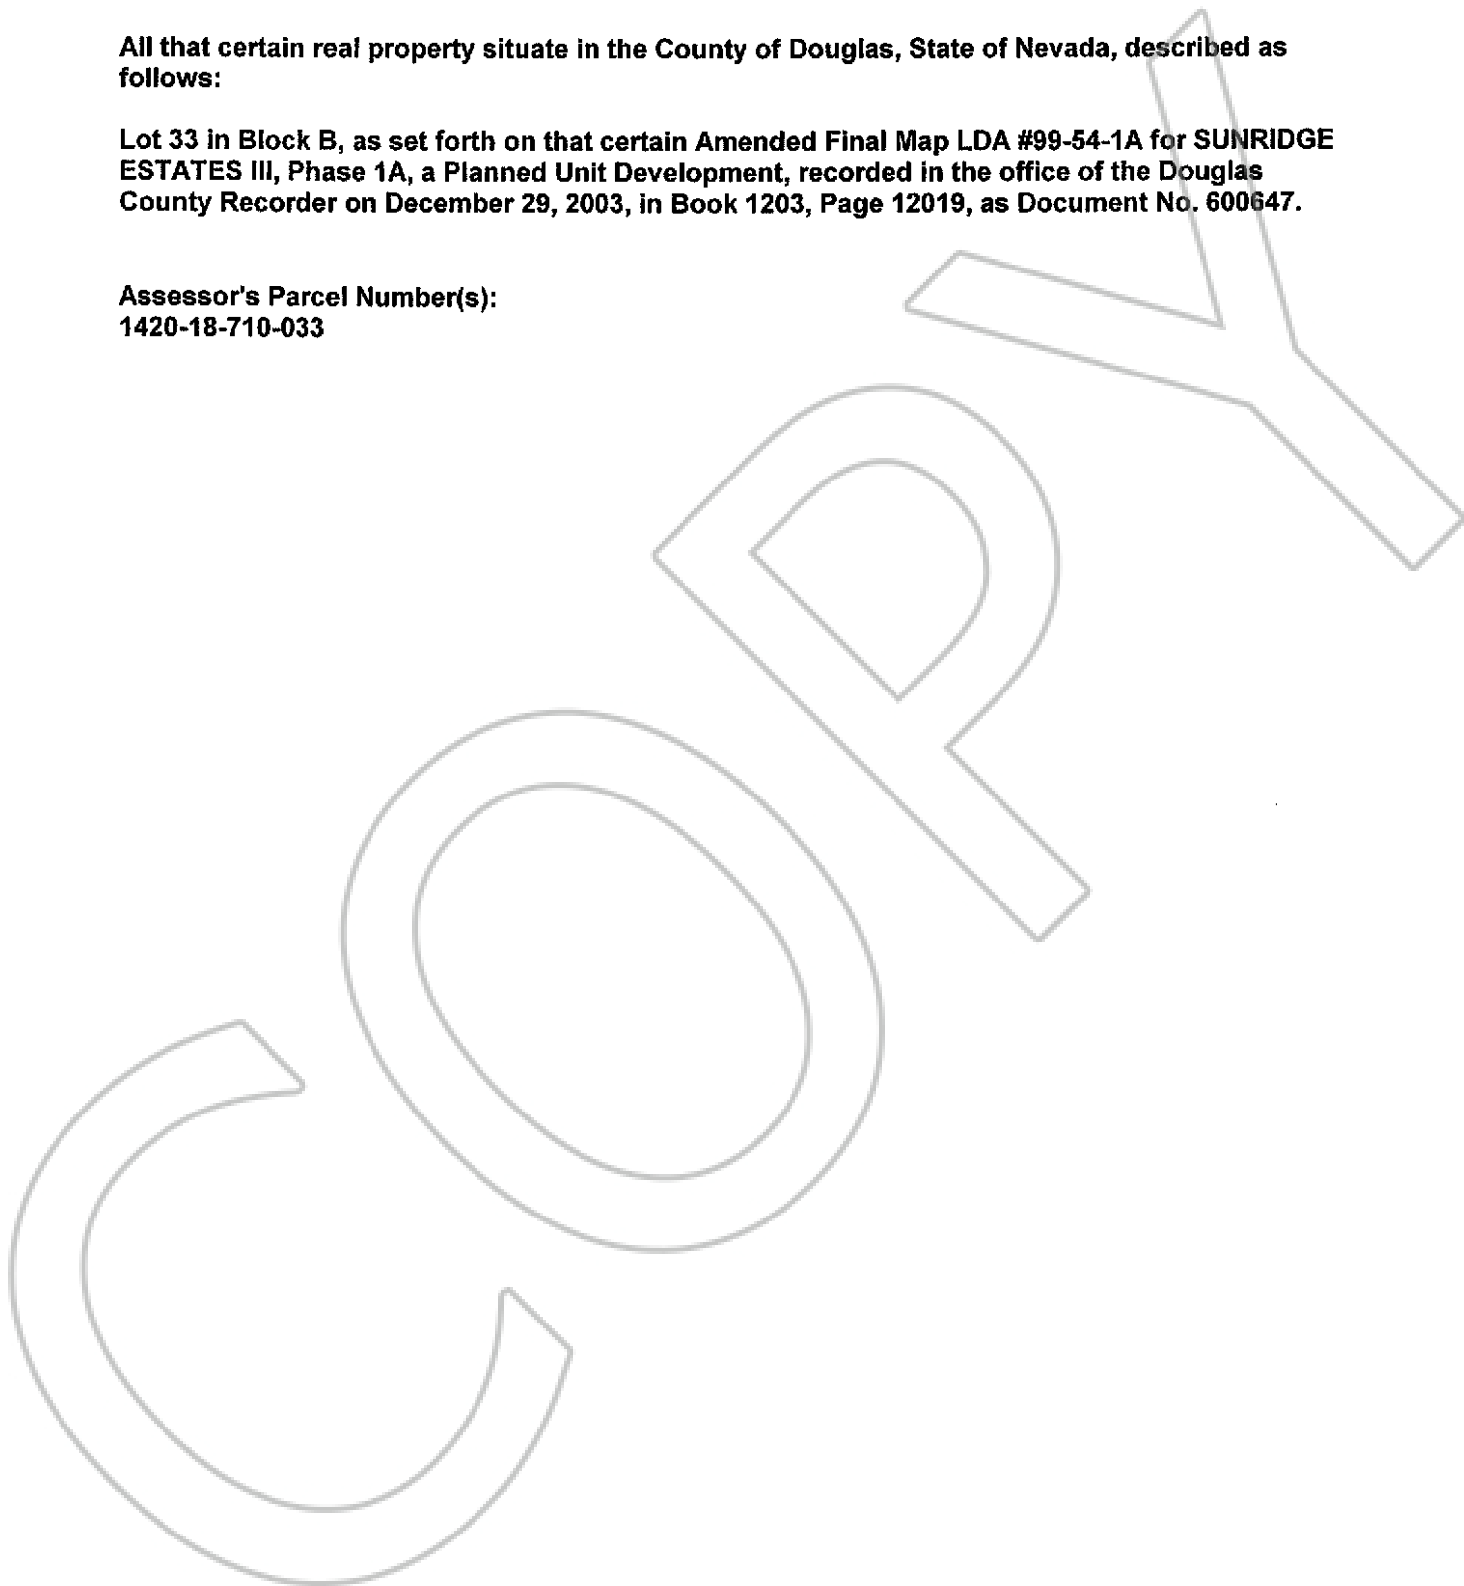 All that certain real property situate in the County of Douglas, State of Nevada, described as
follows:
Lot 33 in Block B, as set forth on that certain Amended Final Map LDA #99-54-1A for SUNRIDGE
ESTATES III, Phase 1A, a Planned Unit Development, recorded in the office of the Douglas
County Recorder on December 29, 2003, in Book 1203, Page 12019, as Document No. 600647.
Assessor's Parcel Number(s):
1420-18-710-033
COPY